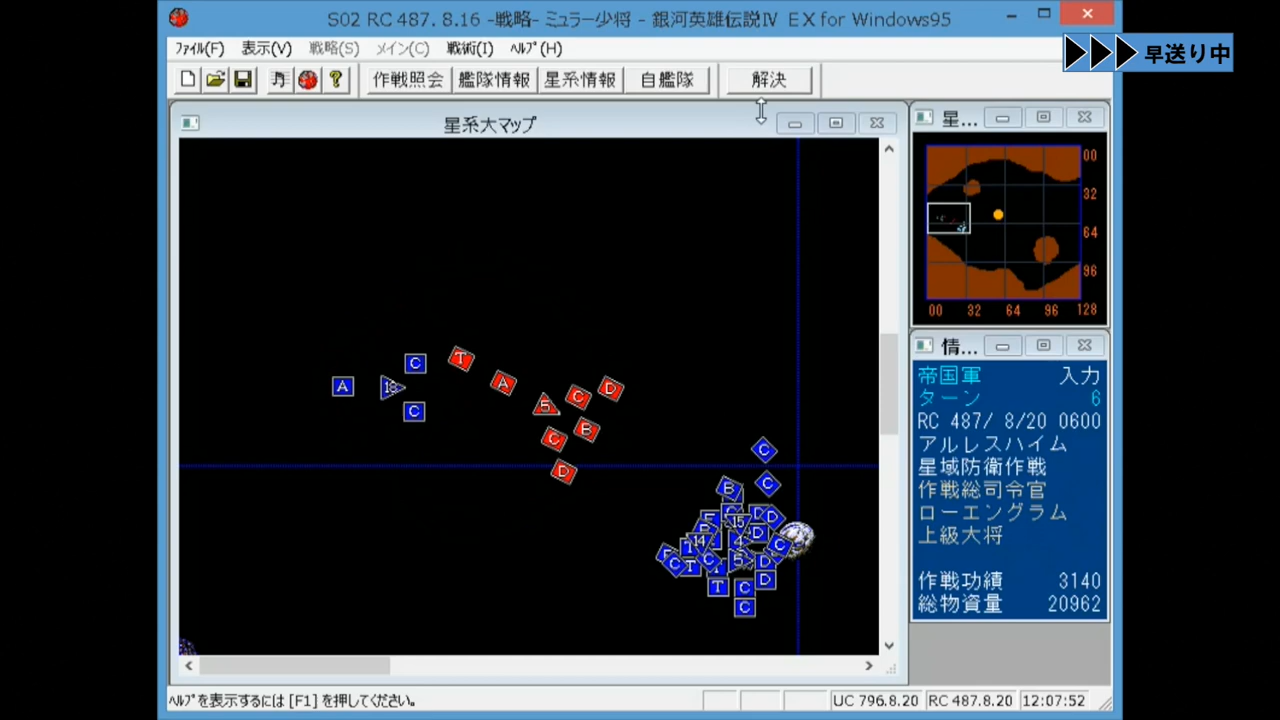 S02 RC 487. 8.16 -戦略- ミュラー少将 - 銀河英雄伝説Ⅳ EX for Windows95
早送り中
ﾌｧｲﾙ(F) 表示(V) 戦略(S) メイン(C) 戦術(I) ﾍﾙﾌﾟ(H)
作戦照会 艦隊情報 星系情報 自艦隊 解決
星系大マップ
星...
00
32
64
96
00 32 64 96 128
C
T
A
A
18
C
D
5
C
C
B
D
C
C
B
15
D
D
D
14
4
C
C
C
T
5
D
T
C
D
C
情...
帝国軍 入力
ターン 6
RC 487/ 8/20 0600
アルレスハイム
星域防衛作戦
作戦総司令官
ローエングラム
上級大将
作戦功績 3140
総物資量 20962
ﾍﾙﾌﾟを表示するには [F1] を押してください。
UC 796.8.20 RC 487.8.20 12:07:52